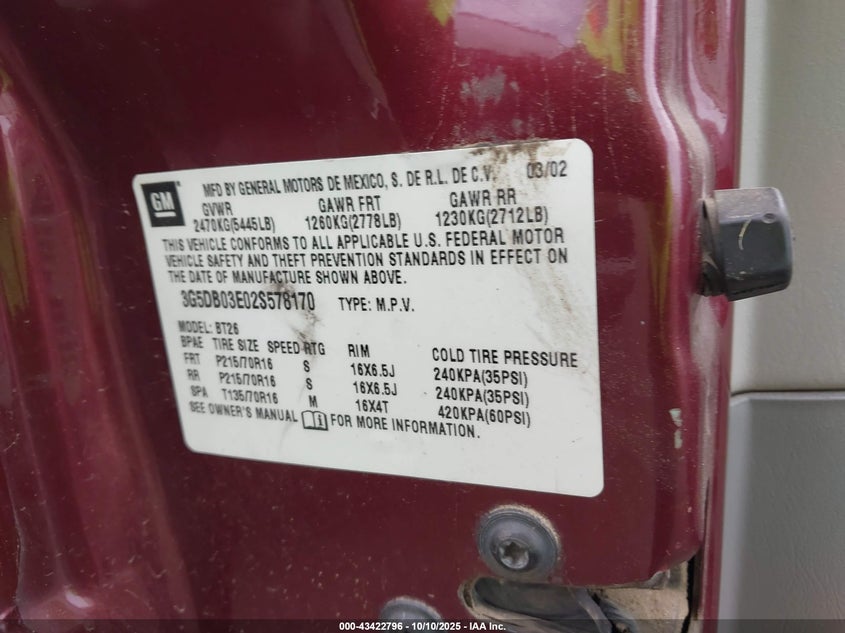 GM
MFD BY GENERAL MOTORS DE MEXICO, S. DE R.L. DE C.V. 03/02
GVWR GAWR FRT GAWR RR
2470KG(5445LB) 1260KG(2778LB) 1230KG(2712LB)
THIS VEHICLE CONFORMS TO ALL APPLICABLE U.S. FEDERAL MOTOR
VEHICLE SAFETY AND THEFT PREVENTION STANDARDS IN EFFECT ON
THE DATE OF MANUFACTURE SHOWN ABOVE.
3G5DB03E02S578170 TYPE: M.P.V.
MODEL: BT26
BPAE TIRE SIZE SPEED RTG RIM COLD TIRE PRESSURE
FRT P215/70R16 S 16X6.5J 240KPA(35PSI)
RR P215/70R16 S 16X6.5J 240KPA(35PSI)
SPA T135/70R16 M 16X4T 420KPA(60PSI)
SEE OWNER'S MANUAL FOR MORE INFORMATION.
000-43422796 - 10/10/2025 - IAA Inc.